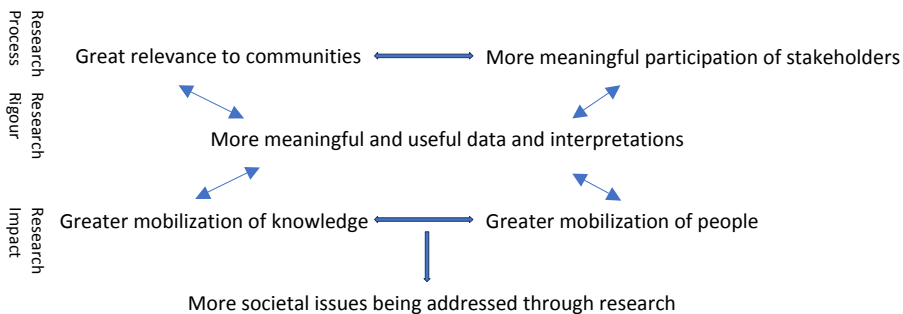 Research
Process
Great relevance to communities
More meaningful participation of stakeholders
Research
Rigour
More meaningful and useful data and interpretations
Research
Impact
Greater mobilization of knowledge
Greater mobilization of people
More societal issues being addressed through research